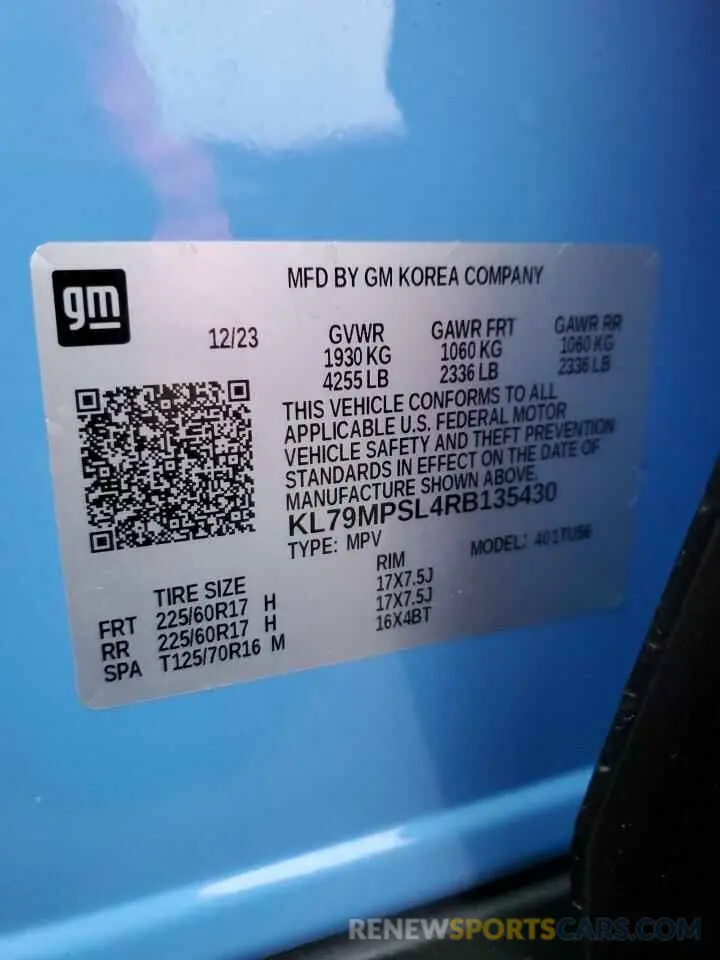 gm
MFD BY GM KOREA COMPANY
12/23
GVWR GAWR FRT GAWR RR
1930 KG 1060 KG 1060 KG
4255 LB 2336 LB 2336 LB
THIS VEHICLE CONFORMS TO ALL
APPLICABLE U.S. FEDERAL MOTOR
VEHICLE SAFETY AND THEFT PREVENTION
STANDARDS IN EFFECT ON THE DATE OF
MANUFACTURE SHOWN ABOVE.
KL79MPSL4RB135430
TYPE: MPV MODEL: 401TU56
TIRE SIZE RIM
FRT 225/60R17 H 17X7.5J
RR 225/60R17 H 17X7.5J
SPA T125/70R16 M 16X4BT
RENEWSPORTSCARS.COM